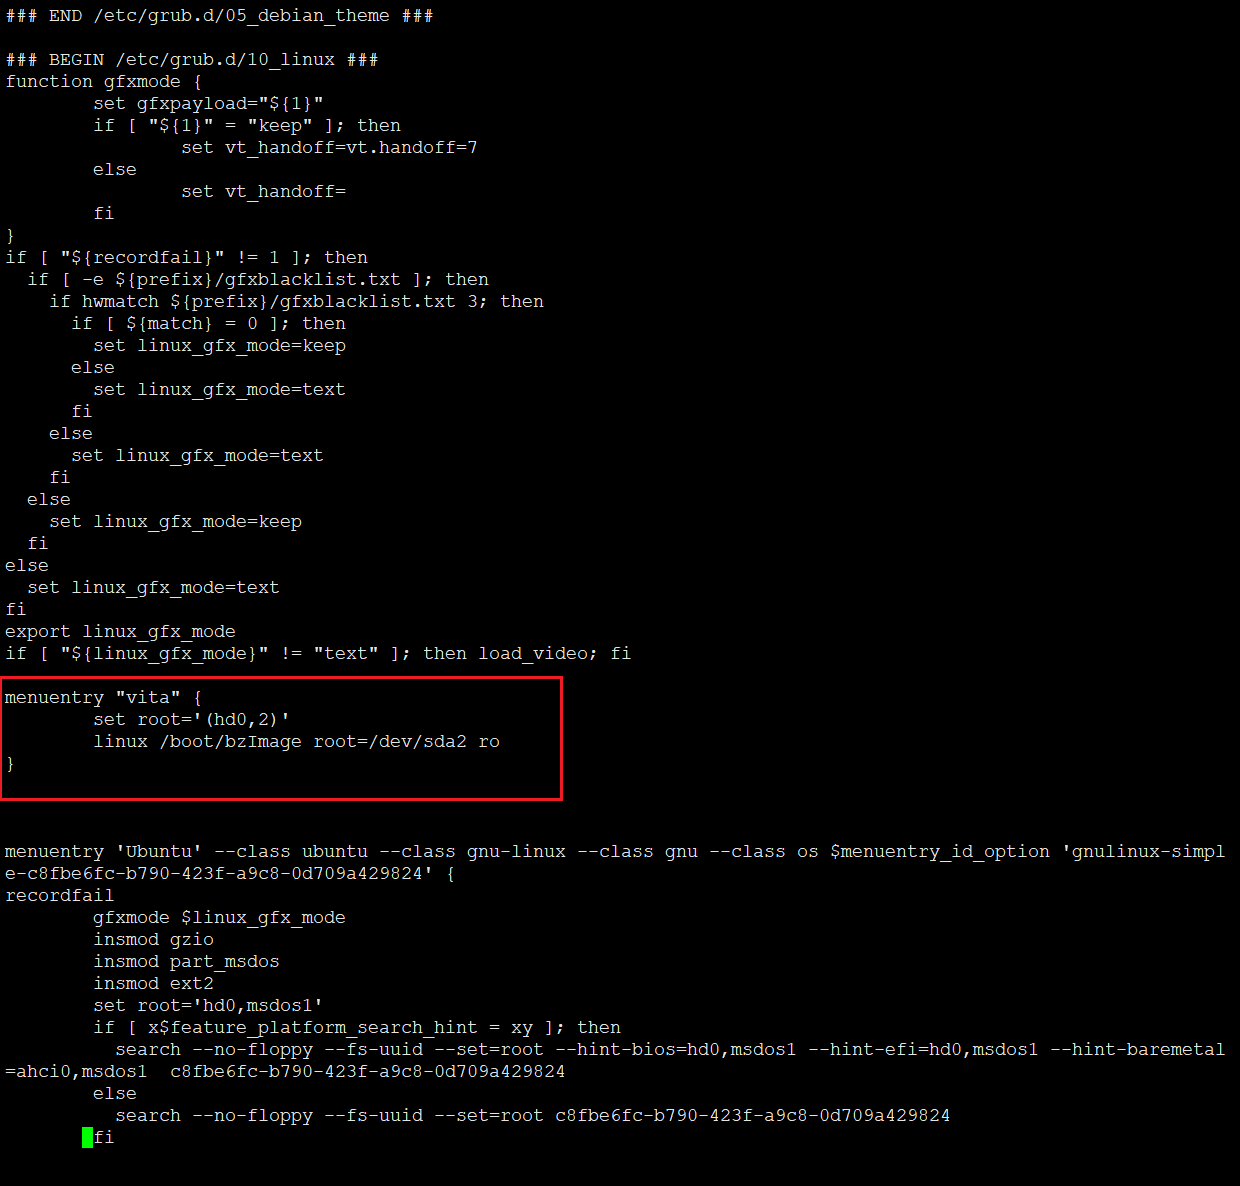 ### END /etc/grub.d/05_debian_theme ###
### BEGIN /etc/grub.d/10_linux ###
function gfxmode {
        set gfxpayload="${1}"
        if [ "${1}" = "keep" ]; then
                set vt_handoff=vt.handoff=7
        else
                set vt_handoff=
        fi
}
if [ "${recordfail}" != 1 ]; then
  if [ -e ${prefix}/gfxblacklist.txt ]; then
    if hwmatch ${prefix}/gfxblacklist.txt 3; then
      if [ ${match} = 0 ]; then
        set linux_gfx_mode=keep
      else
        set linux_gfx_mode=text
      fi
    else
      set linux_gfx_mode=text
    fi
  else
    set linux_gfx_mode=keep
  fi
else
  set linux_gfx_mode=text
fi
export linux_gfx_mode
if [ "${linux_gfx_mode}" != "text" ]; then load_video; fi
menuentry "vita" {
        set root='(hd0,2)'
        linux /boot/bzImage root=/dev/sda2 ro
}
menuentry 'Ubuntu' --class ubuntu --class gnu-linux --class gnu --class os $menuentry_id_option 'gnulinux-simpl
e-c8fbe6fc-b790-423f-a9c8-0d709a429824' {
recordfail
        gfxmode $linux_gfx_mode
        insmod gzio
        insmod part_msdos
        insmod ext2
        set root='hd0,msdos1'
        if [ x$feature_platform_search_hint = xy ]; then
          search --no-floppy --fs-uuid --set=root --hint-bios=hd0,msdos1 --hint-efi=hd0,msdos1 --hint-baremetal
=ahci0,msdos1  c8fbe6fc-b790-423f-a9c8-0d709a429824
        else
          search --no-floppy --fs-uuid --set=root c8fbe6fc-b790-423f-a9c8-0d709a429824
        fi